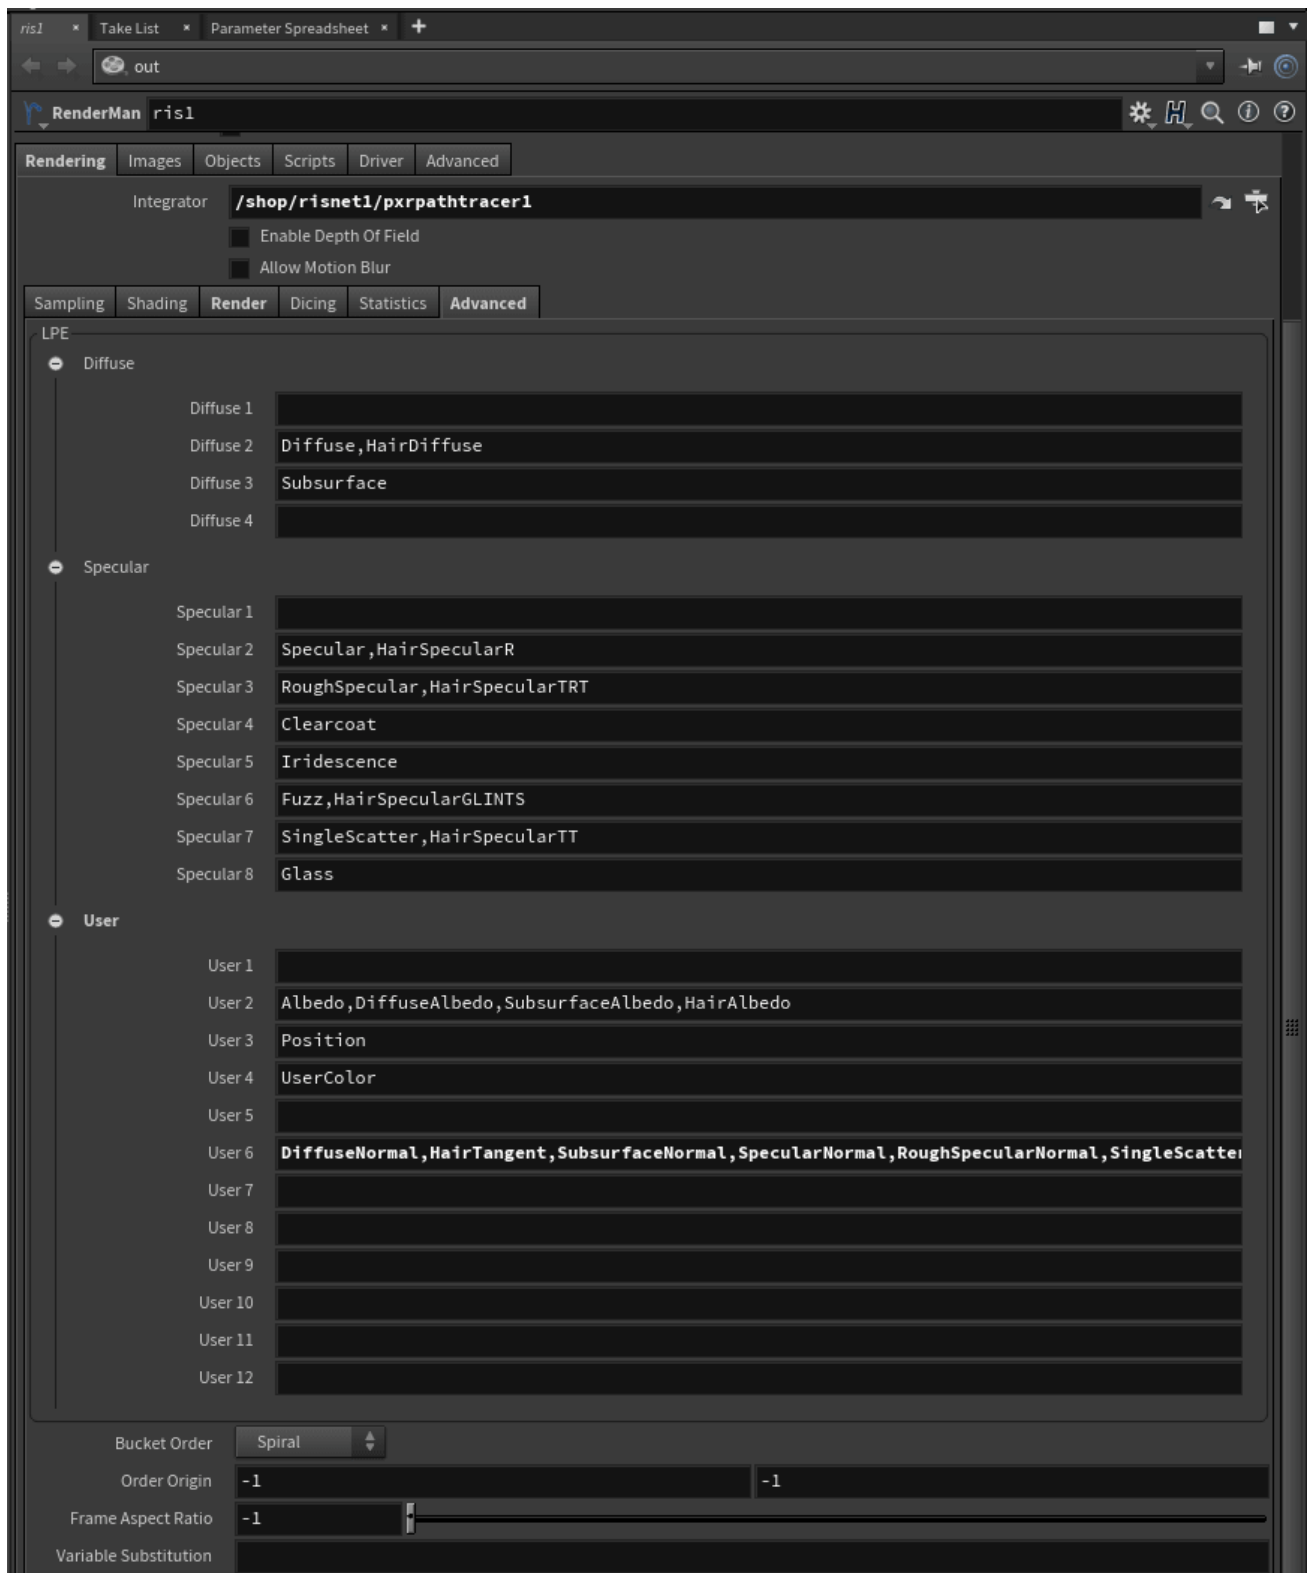 ris1 × Take List × Parameter Spreadsheet × +
out
RenderMan ris1
Rendering Images Objects Scripts Driver Advanced
Integrator /shop/risnet1/pxrpathtracer1
Enable Depth Of Field
Allow Motion Blur
Sampling Shading Render Dicing Statistics Advanced
LPE
Diffuse
Diffuse 1
Diffuse 2 Diffuse,HairDiffuse
Diffuse 3 Subsurface
Diffuse 4
Specular
Specular 1
Specular 2 Specular,HairSpecularR
Specular 3 RoughSpecular,HairSpecularTRT
Specular 4 Clearcoat
Specular 5 Iridescence
Specular 6 Fuzz,HairSpecularGLINTS
Specular 7 SingleScatter,HairSpecularTT
Specular 8 Glass
User
User 1
User 2 Albedo,DiffuseAlbedo,SubsurfaceAlbedo,HairAlbedo
User 3 Position
User 4 UserColor
User 5
User 6 DiffuseNormal,HairTangent,SubsurfaceNormal,SpecularNormal,RoughSpecularNormal,SingleScatter
User 7
User 8
User 9
User 10
User 11
User 12
Bucket Order Spiral
Order Origin -1 -1
Frame Aspect Ratio -1
Variable Substitution